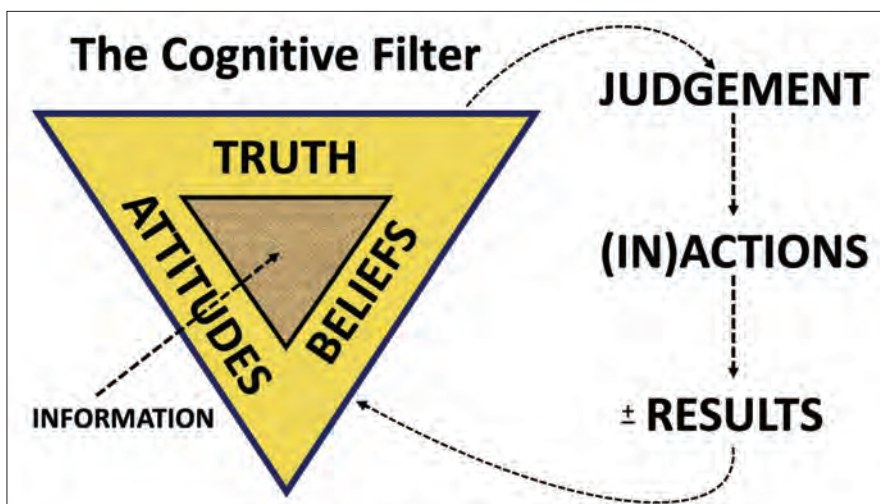 The Cognitive Filter
TRUTH
ATTITUDES
BELIEFS
INFORMATION
JUDGEMENT
(IN)ACTIONS
± RESULTS